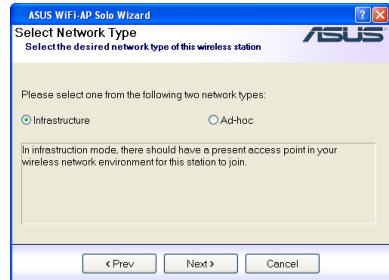 ASUS WiFi-AP Solo Wizard
Select Network Type
Select the desired network type of this wireless station
ASUS
Please select one from the following two network types:
Infrastructure
Ad-hoc
In infrastruction mode, there should have a present access point in your
wireless network environment for this station to join.
< Prev
Next >
Cancel